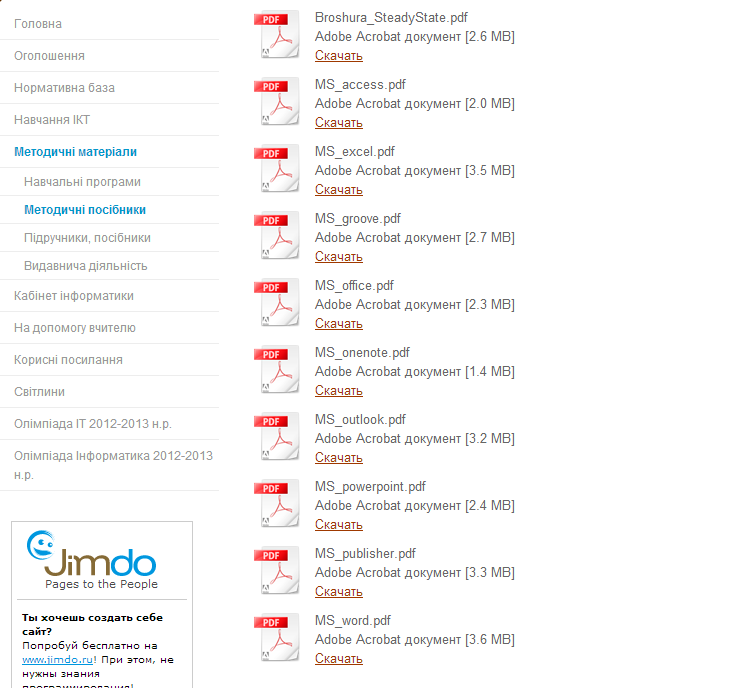 Головна
Оголошення
Нормативна база
Навчання ІКТ
Методичні матеріали
Навчальні програми
Методичні посібники
Підручники, посібники
Видавнича діяльність
Кабінет інформатики
На допомогу вчителю
Корисні посилання
Світлини
Олімпіада ІТ 2012-2013 н.р.
Олімпіада Інформатика 2012-2013
н.р.
Jimdo
Pages to the People
Ты хочешь создать себе
сайт?
Попробуй бесплатно на
www.jimdo.ru! При этом, не
нужны знания
программирования!
PDF
Broshura_SteadyState.pdf
Adobe Acrobat документ [2.6 MB]
Скачать
PDF
MS_access.pdf
Adobe Acrobat документ [2.0 MB]
Скачать
PDF
MS_excel.pdf
Adobe Acrobat документ [3.5 MB]
Скачать
PDF
MS_groove.pdf
Adobe Acrobat документ [2.7 MB]
Скачать
PDF
MS_office.pdf
Adobe Acrobat документ [2.3 MB]
Скачать
PDF
MS_onenote.pdf
Adobe Acrobat документ [1.4 MB]
Скачать
PDF
MS_outlook.pdf
Adobe Acrobat документ [3.2 MB]
Скачать
PDF
MS_powerpoint.pdf
Adobe Acrobat документ [2.4 MB]
Скачать
PDF
MS_publisher.pdf
Adobe Acrobat документ [3.3 MB]
Скачать
PDF
MS_word.pdf
Adobe Acrobat документ [3.6 MB]
Скачать